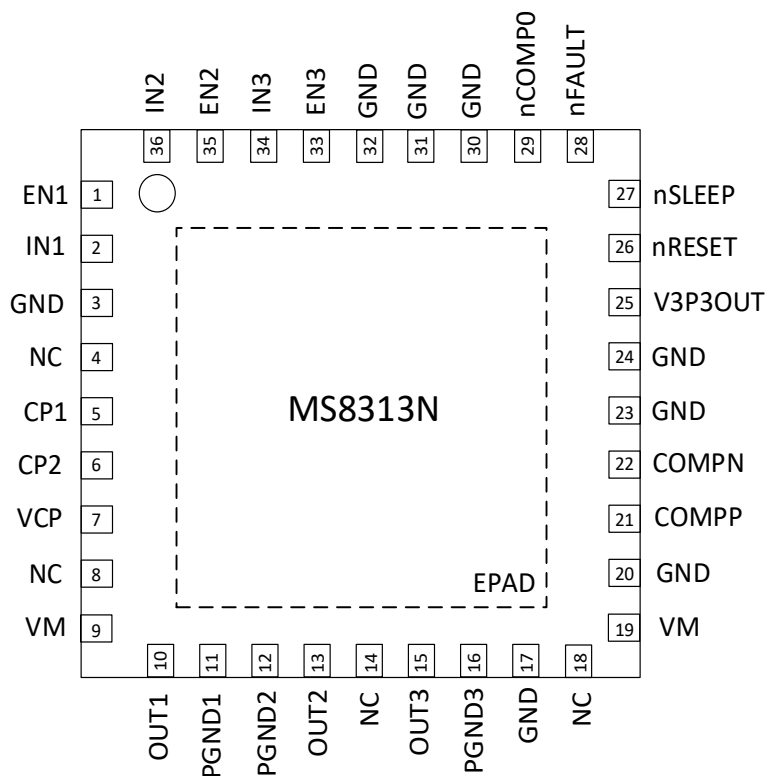 IN2
EN2
IN3
EN3
GND
GND
GND
nCOMP0
nFAULT
36
35
34
33
32
31
30
29
28
EN1 1
IN1 2
GND 3
NC 4
CP1 5
CP2 6
VCP 7
NC 8
VM 9
MS8313N
EPAD
27 nSLEEP
26 nRESET
25 V3P3OUT
24 GND
23 GND
22 COMPN
21 COMPP
20 GND
19 VM
10
11
12
13
14
15
16
17
18
OUT1
PGND1
PGND2
OUT2
NC
OUT3
PGND3
GND
NC